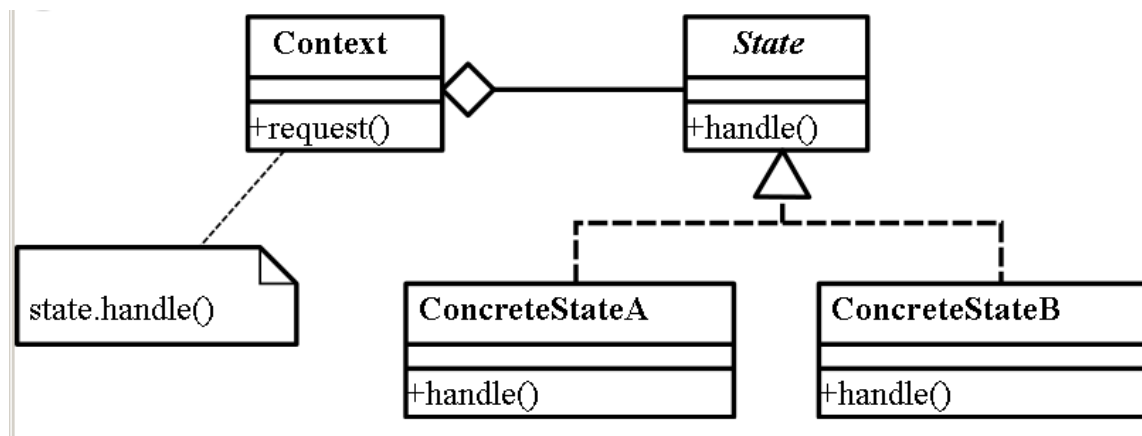 Context
State
+request()
+handle()
state.handle()
ConcreteStateA
ConcreteStateB
+handle()
+handle()